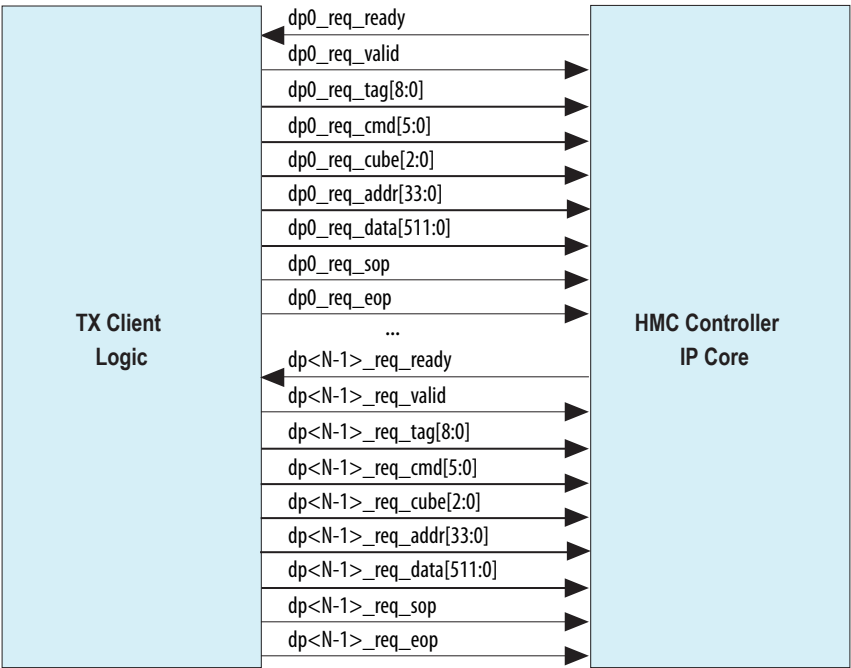 dp0_req_ready
dp0_req_valid
dp0_req_tag[8:0]
dp0_req_cmd[5:0]
dp0_req_cube[2:0]
dp0_req_addr[33:0]
dp0_req_data[511:0]
dp0_req_sop
dp0_req_eop
TX Client
Logic
...
HMC Controller
IP Core
dp<N-1>_req_ready
dp<N-1>_req_valid
dp<N-1>_req_tag[8:0]
dp<N-1>_req_cmd[5:0]
dp<N-1>_req_cube[2:0]
dp<N-1>_req_addr[33:0]
dp<N-1>_req_data[511:0]
dp<N-1>_req_sop
dp<N-1>_req_eop